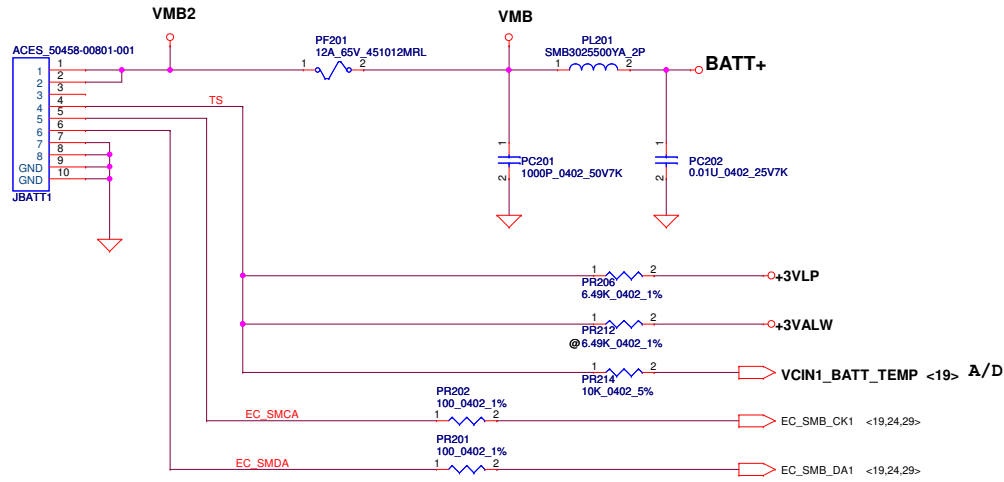 VMB2
VMB
ACES_50458-00801-001
PF201
12A_65V_451012MRL
PL201
SMB3025500YA_2P
BATT+
1 1
2 2
3 3
4 4
5 5
6 6
7 7
8 8
GND 9
GND 10
JBATT1
1 2
1 2
TS
EC_SMCA
EC_SMDA
1
PC201
1000P_0402_50V7K
2
1
PC202
0.01U_0402_25V7K
2
1 2
PR206
6.49K_0402_1%
+3VLP
1 2
PR212
@6.49K_0402_1%
+3VALW
1 2
PR214
10K_0402_5%
VCIN1_BATT_TEMP <19> A/D
PR202
100_0402_1%
1 2
EC_SMB_CK1 <19,24,29>
PR201
100_0402_1%
1 2
EC_SMB_DA1 <19,24,29>